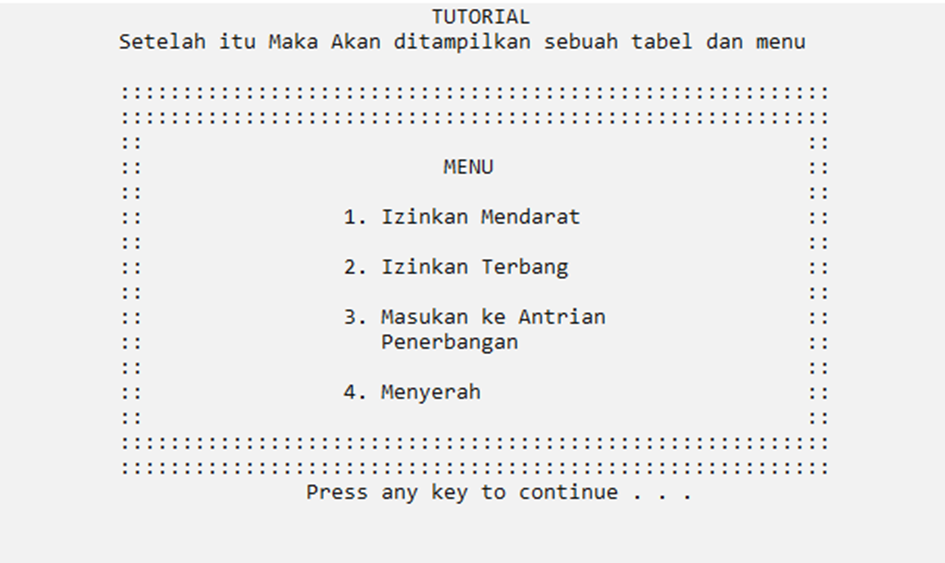 TUTORIAL
Setelah itu Maka Akan ditampilkan sebuah tabel dan menu
:::::::::::::::::::::::::::::::::::::::::::::::::::::::::
:::::::::::::::::::::::::::::::::::::::::::::::::::::::::
:: ::
:: MENU ::
:: ::
:: 1. Izinkan Mendarat ::
:: ::
:: 2. Izinkan Terbang ::
:: ::
:: 3. Masukan ke Antrian ::
:: Penerbangan ::
:: ::
:: 4. Menyerah ::
:: ::
:::::::::::::::::::::::::::::::::::::::::::::::::::::::::
:::::::::::::::::::::::::::::::::::::::::::::::::::::::::
Press any key to continue . . .